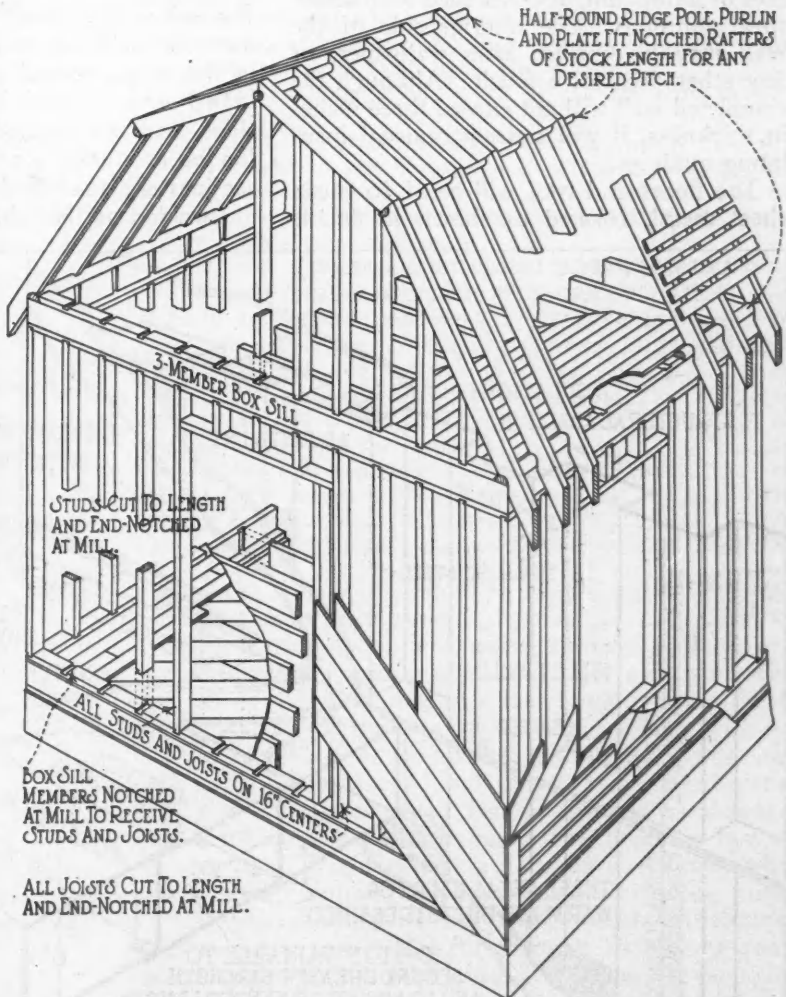 HALF-ROUND RIDGE POLE, PURLIN
AND PLATE FIT NOTCHED RAFTERS
OF STOCK LENGTH FOR ANY
DESIRED PITCH.
3-MEMBER BOX SILL
STUDS CUT TO LENGTH
AND END-NOTCHED
AT MILL.
ALL STUDS AND JOISTS ON 16" CENTERS
BOX SILL
MEMBERS NOTCHED
AT MILL TO RECEIVE
STUDS AND JOISTS.
ALL JOISTS CUT TO LENGTH
AND END-NOTCHED AT MILL.